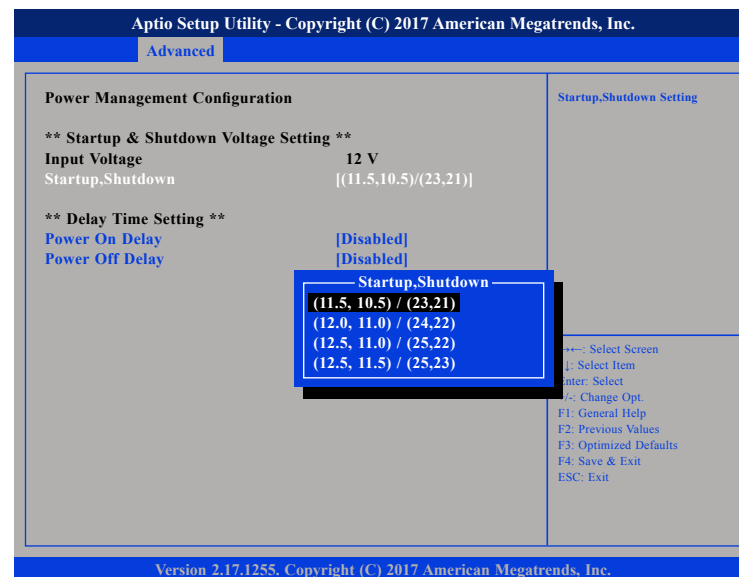 Aptio Setup Utility - Copyright (C) 2017 American Megatrends, Inc.
Advanced
Power Management Configuration
** Startup & Shutdown Voltage Setting **
Input Voltage 12 V
Startup,Shutdown [(11.5,10.5)/(23,21)]
** Delay Time Setting **
Power On Delay [Disabled]
Power Off Delay [Disabled]
Startup,Shutdown
(11.5, 10.5) / (23,21)
(12.0, 11.0) / (24,22)
(12.5, 11.0) / (25,22)
(12.5, 11.5) / (25,23)
Startup,Shutdown Setting
→←: Select Screen
↓: Select Item
Enter: Select
/-: Change Opt.
F1: General Help
F2: Previous Values
F3: Optimized Defaults
F4: Save & Exit
ESC: Exit
Version 2.17.1255. Copyright (C) 2017 American Megatrends, Inc.